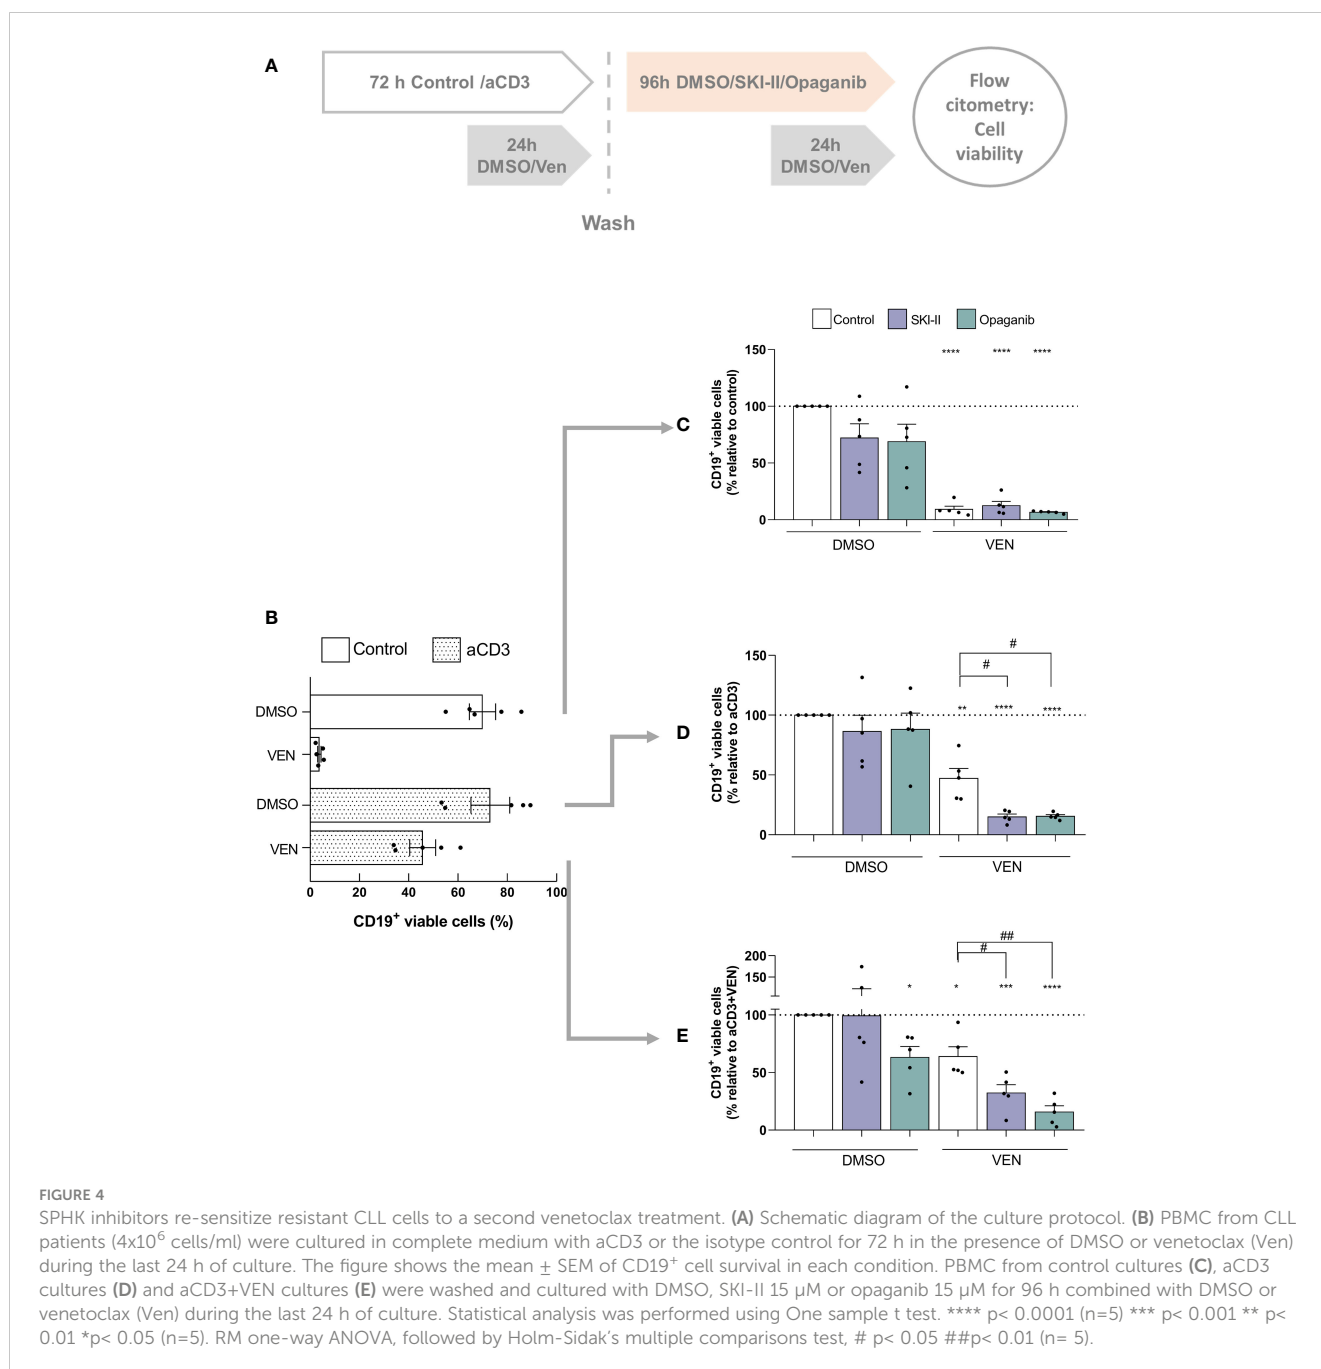 A
72 h Control /aCD3
96h DMSO/SKI-II/Opaganib
Flow
citometry:
Cell
viability
24h
DMSO/Ven
24h
DMSO/Ven
Wash
Control
SKI-II
Opaganib
C
CD19+ viable cells
(% relative to control)
150
100
50
0
****
****
****
DMSO
VEN
B
Control
aCD3
DMSO
VEN
DMSO
VEN
0
20
40
60
80
100
CD19+ viable cells (%)
D
CD19+ viable cells
(% relative to aCD3)
150
100
50
0
#
#
**
****
****
DMSO
VEN
E
CD19+ viable cells
(% relative to aCD3+VEN)
200
150
100
50
0
##
#
*
*
***
****
DMSO
VEN
FIGURE 4
SPHK inhibitors re-sensitize resistant CLL cells to a second venetoclax treatment. (A) Schematic diagram of the culture protocol. (B) PBMC from CLL
patients (4x10⁶ cells/ml) were cultured in complete medium with aCD3 or the isotype control for 72 h in the presence of DMSO or venetoclax (Ven)
during the last 24 h of culture. The figure shows the mean ± SEM of CD19⁺ cell survival in each condition. PBMC from control cultures (C), aCD3
cultures (D) and aCD3+VEN cultures (E) were washed and cultured with DMSO, SKI-II 15 µM or opaganib 15 µM for 96 h combined with DMSO or
venetoclax (Ven) during the last 24 h of culture. Statistical analysis was performed using One sample t test. **** p< 0.0001 (n=5) *** p< 0.001 ** p<
0.01 *p< 0.05 (n=5). RM one-way ANOVA, followed by Holm-Sidak's multiple comparisons test, # p< 0.05 ##p< 0.01 (n= 5).